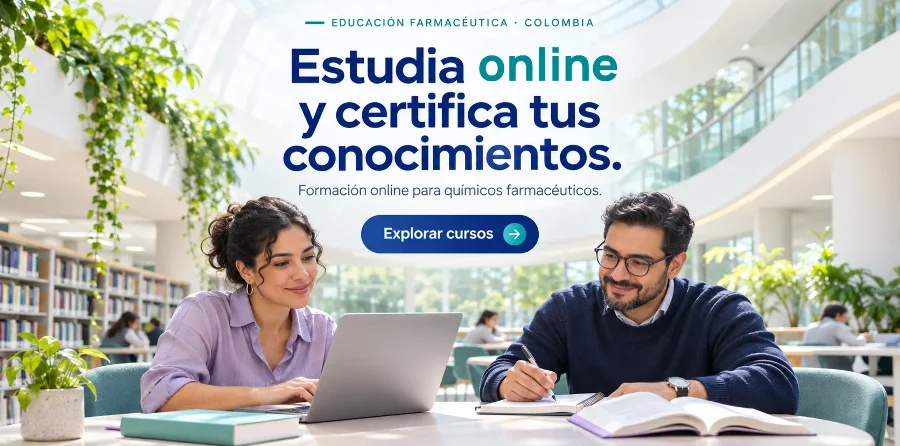 EDUCACIÓN FARMACÉUTICA · COLOMBIA
Estudia online
y certifica tus
conocimientos.
Formación online para químicos farmacéuticos.
Explorar cursos